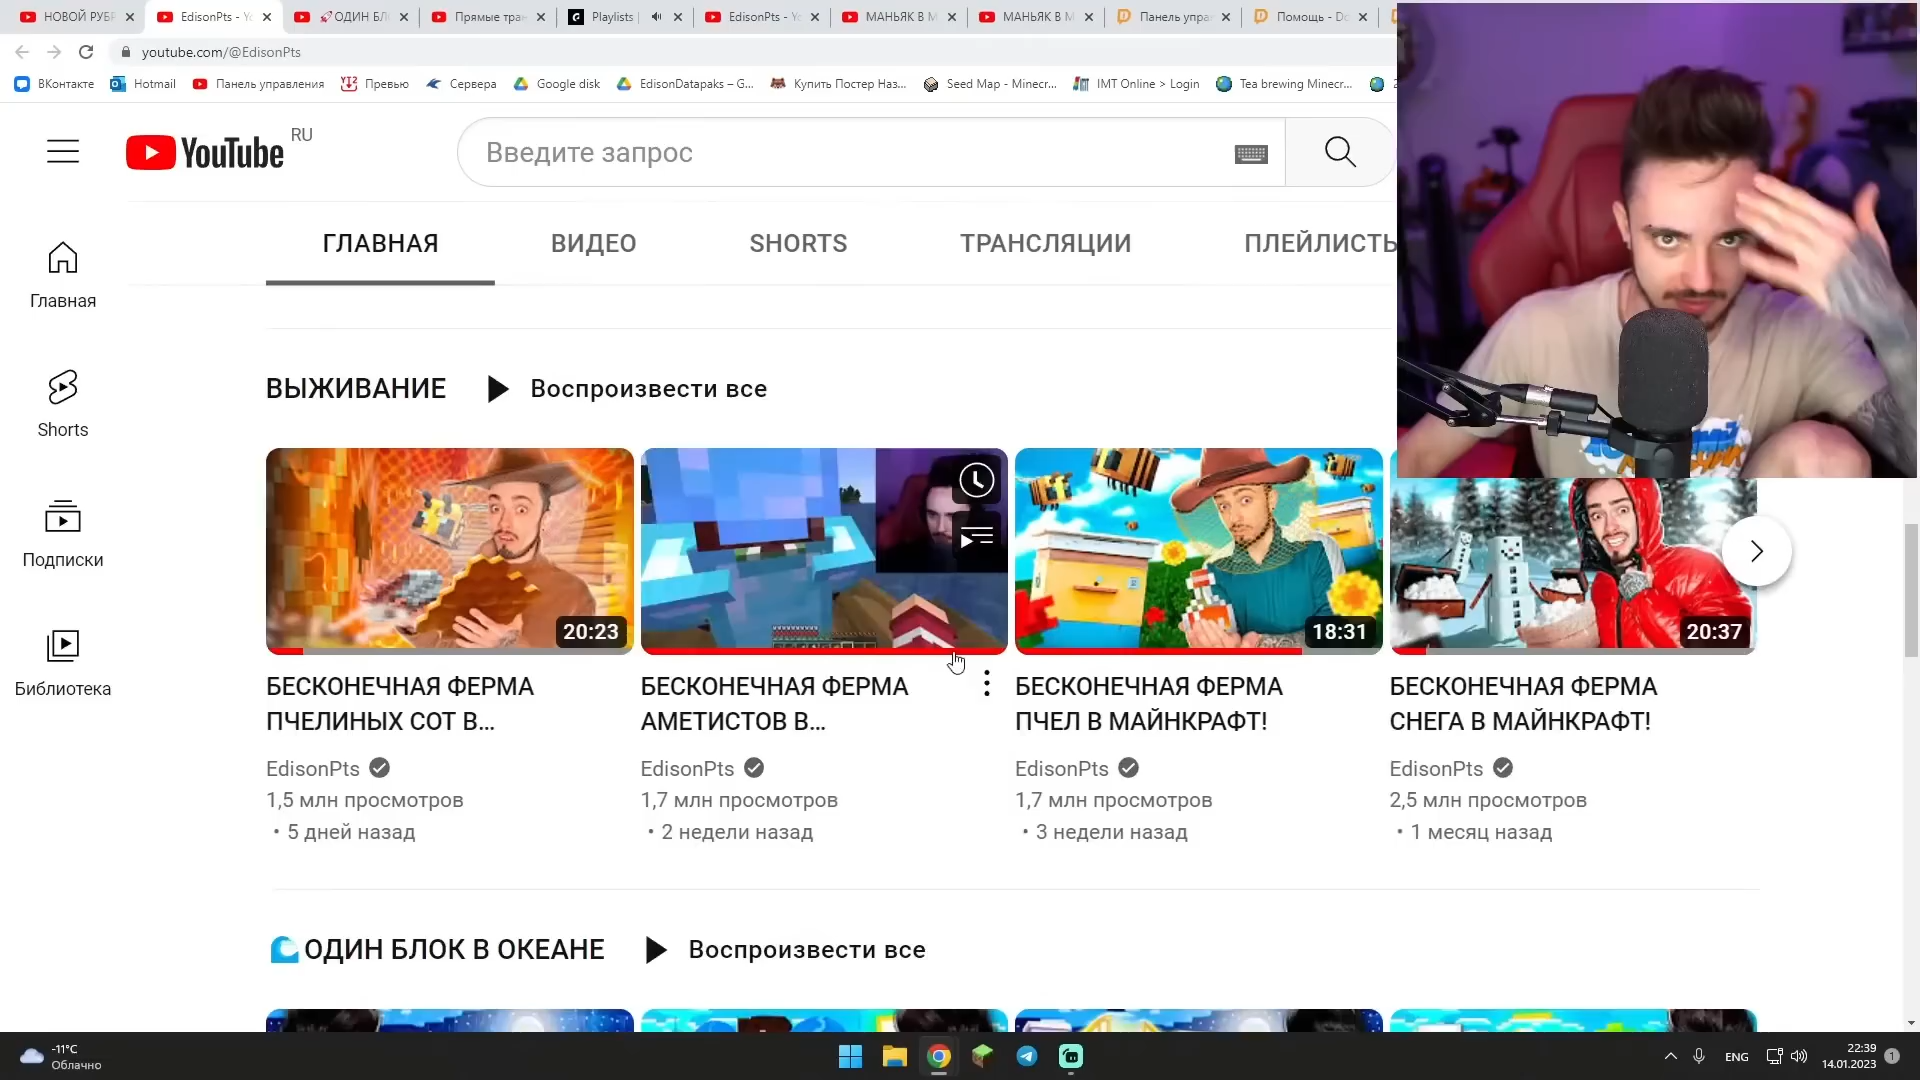 НОВОЙ РУБР
EdisonPts - Yo
ОДИН БЛ
Прямые тран
Playlists
EdisonPts - Yo
МАНЬЯК В М
МАНЬЯК В М
Панель упра
Помощь - Do
youtube.com/@EdisonPts
ВКонтакте
Hotmail
Панель управления
Превью
Сервера
Google disk
EdisonDatapaks – G...
Купить Постер Наз...
Seed Map - Minecr...
IMT Online > Login
Tea brewing Minecr...
YouTube RU
Введите запрос
ГЛАВНАЯ ВИДЕО SHORTS ТРАНСЛЯЦИИ ПЛЕЙЛИСТЫ
Главная
Shorts
Подписки
Библиотека
ВЫЖИВАНИЕ Воспроизвести все
20:23
18:31
20:37
БЕСКОНЕЧНАЯ ФЕРМА
ПЧЕЛИНЫХ СОТ В...
EdisonPts
1,5 млн просмотров
• 5 дней назад
БЕСКОНЕЧНАЯ ФЕРМА
АМЕТИСТОВ В...
EdisonPts
1,7 млн просмотров
• 2 недели назад
БЕСКОНЕЧНАЯ ФЕРМА
ПЧЕЛ В МАЙНКРАФТ!
EdisonPts
1,7 млн просмотров
• 3 недели назад
БЕСКОНЕЧНАЯ ФЕРМА
СНЕГА В МАЙНКРАФТ!
EdisonPts
2,5 млн просмотров
• 1 месяц назад
ОДИН БЛОК В ОКЕАНЕ Воспроизвести все
-11°C
Облачно
ENG
22:39
14.01.2023
1